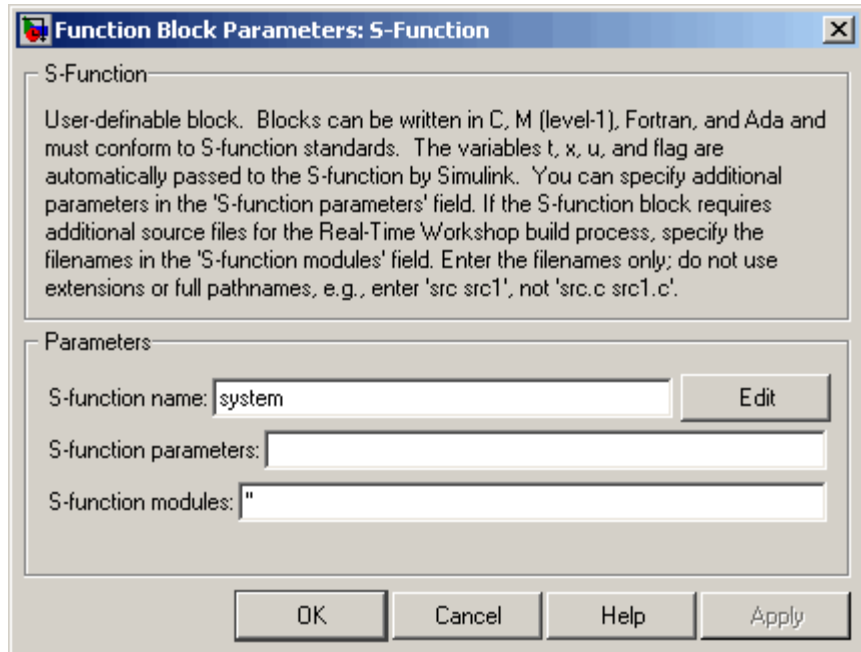 Function Block Parameters: S-Function
S-Function
User-definable block.  Blocks can be written in C, M (level-1), Fortran, and Ada and
must conform to S-function standards.  The variables t, x, u, and flag are
automatically passed to the S-function by Simulink.  You can specify additional
parameters in the 'S-function parameters' field. If the S-function block requires
additional source files for the Real-Time Workshop build process, specify the
filenames in the 'S-function modules' field. Enter the filenames only; do not use
extensions or full pathnames, e.g., enter 'src src1', not 'src.c src1.c'.
Parameters
S-function name: system Edit
S-function parameters:
S-function modules: ''
OK Cancel Help Apply